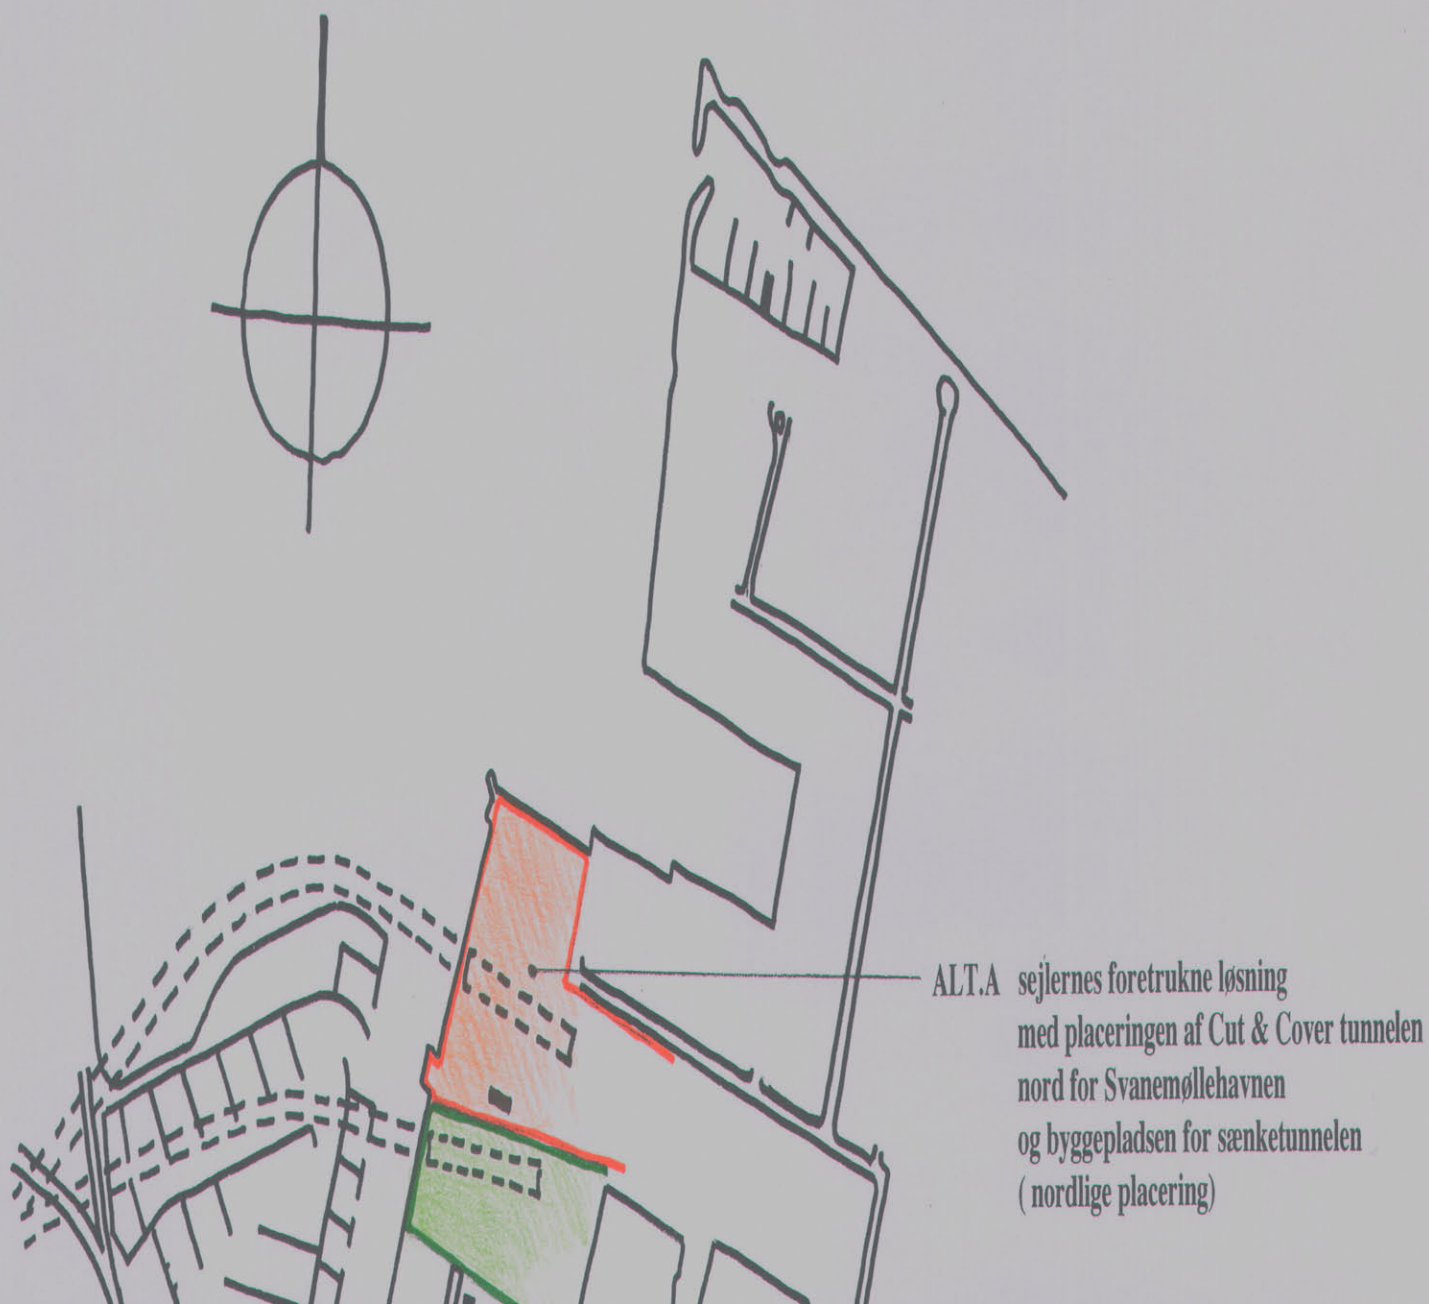 ALT.A sejlernes foretrukne løsning
med placeringen af Cut & Cover tunnelen
nord for Svanemøllehavnen
og byggepladsen for sænketunnelen
( nordlige placering)